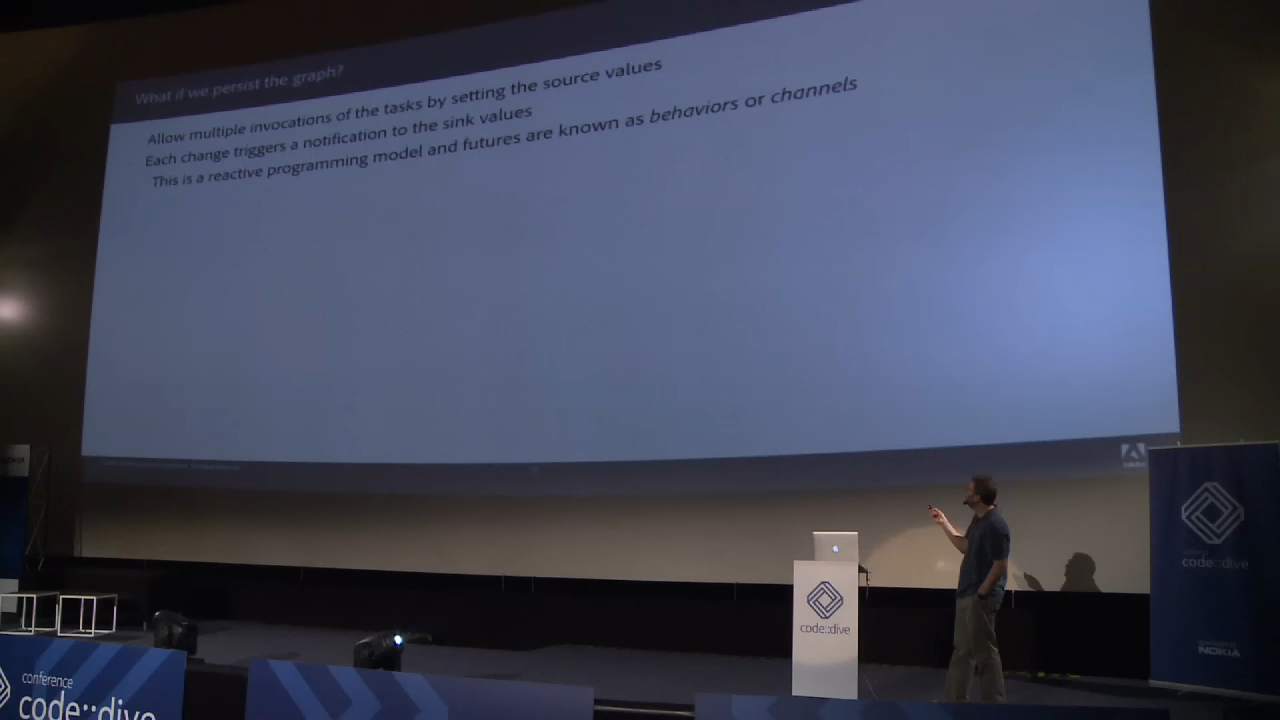 What if we persist the graph?
Allow multiple invocations of the tasks by setting the source values
Each change triggers a notification to the sink values
This is a reactive programming model and futures are known as behaviors or channels
code::dive
NOKIA
code::dive
conference
code::dive